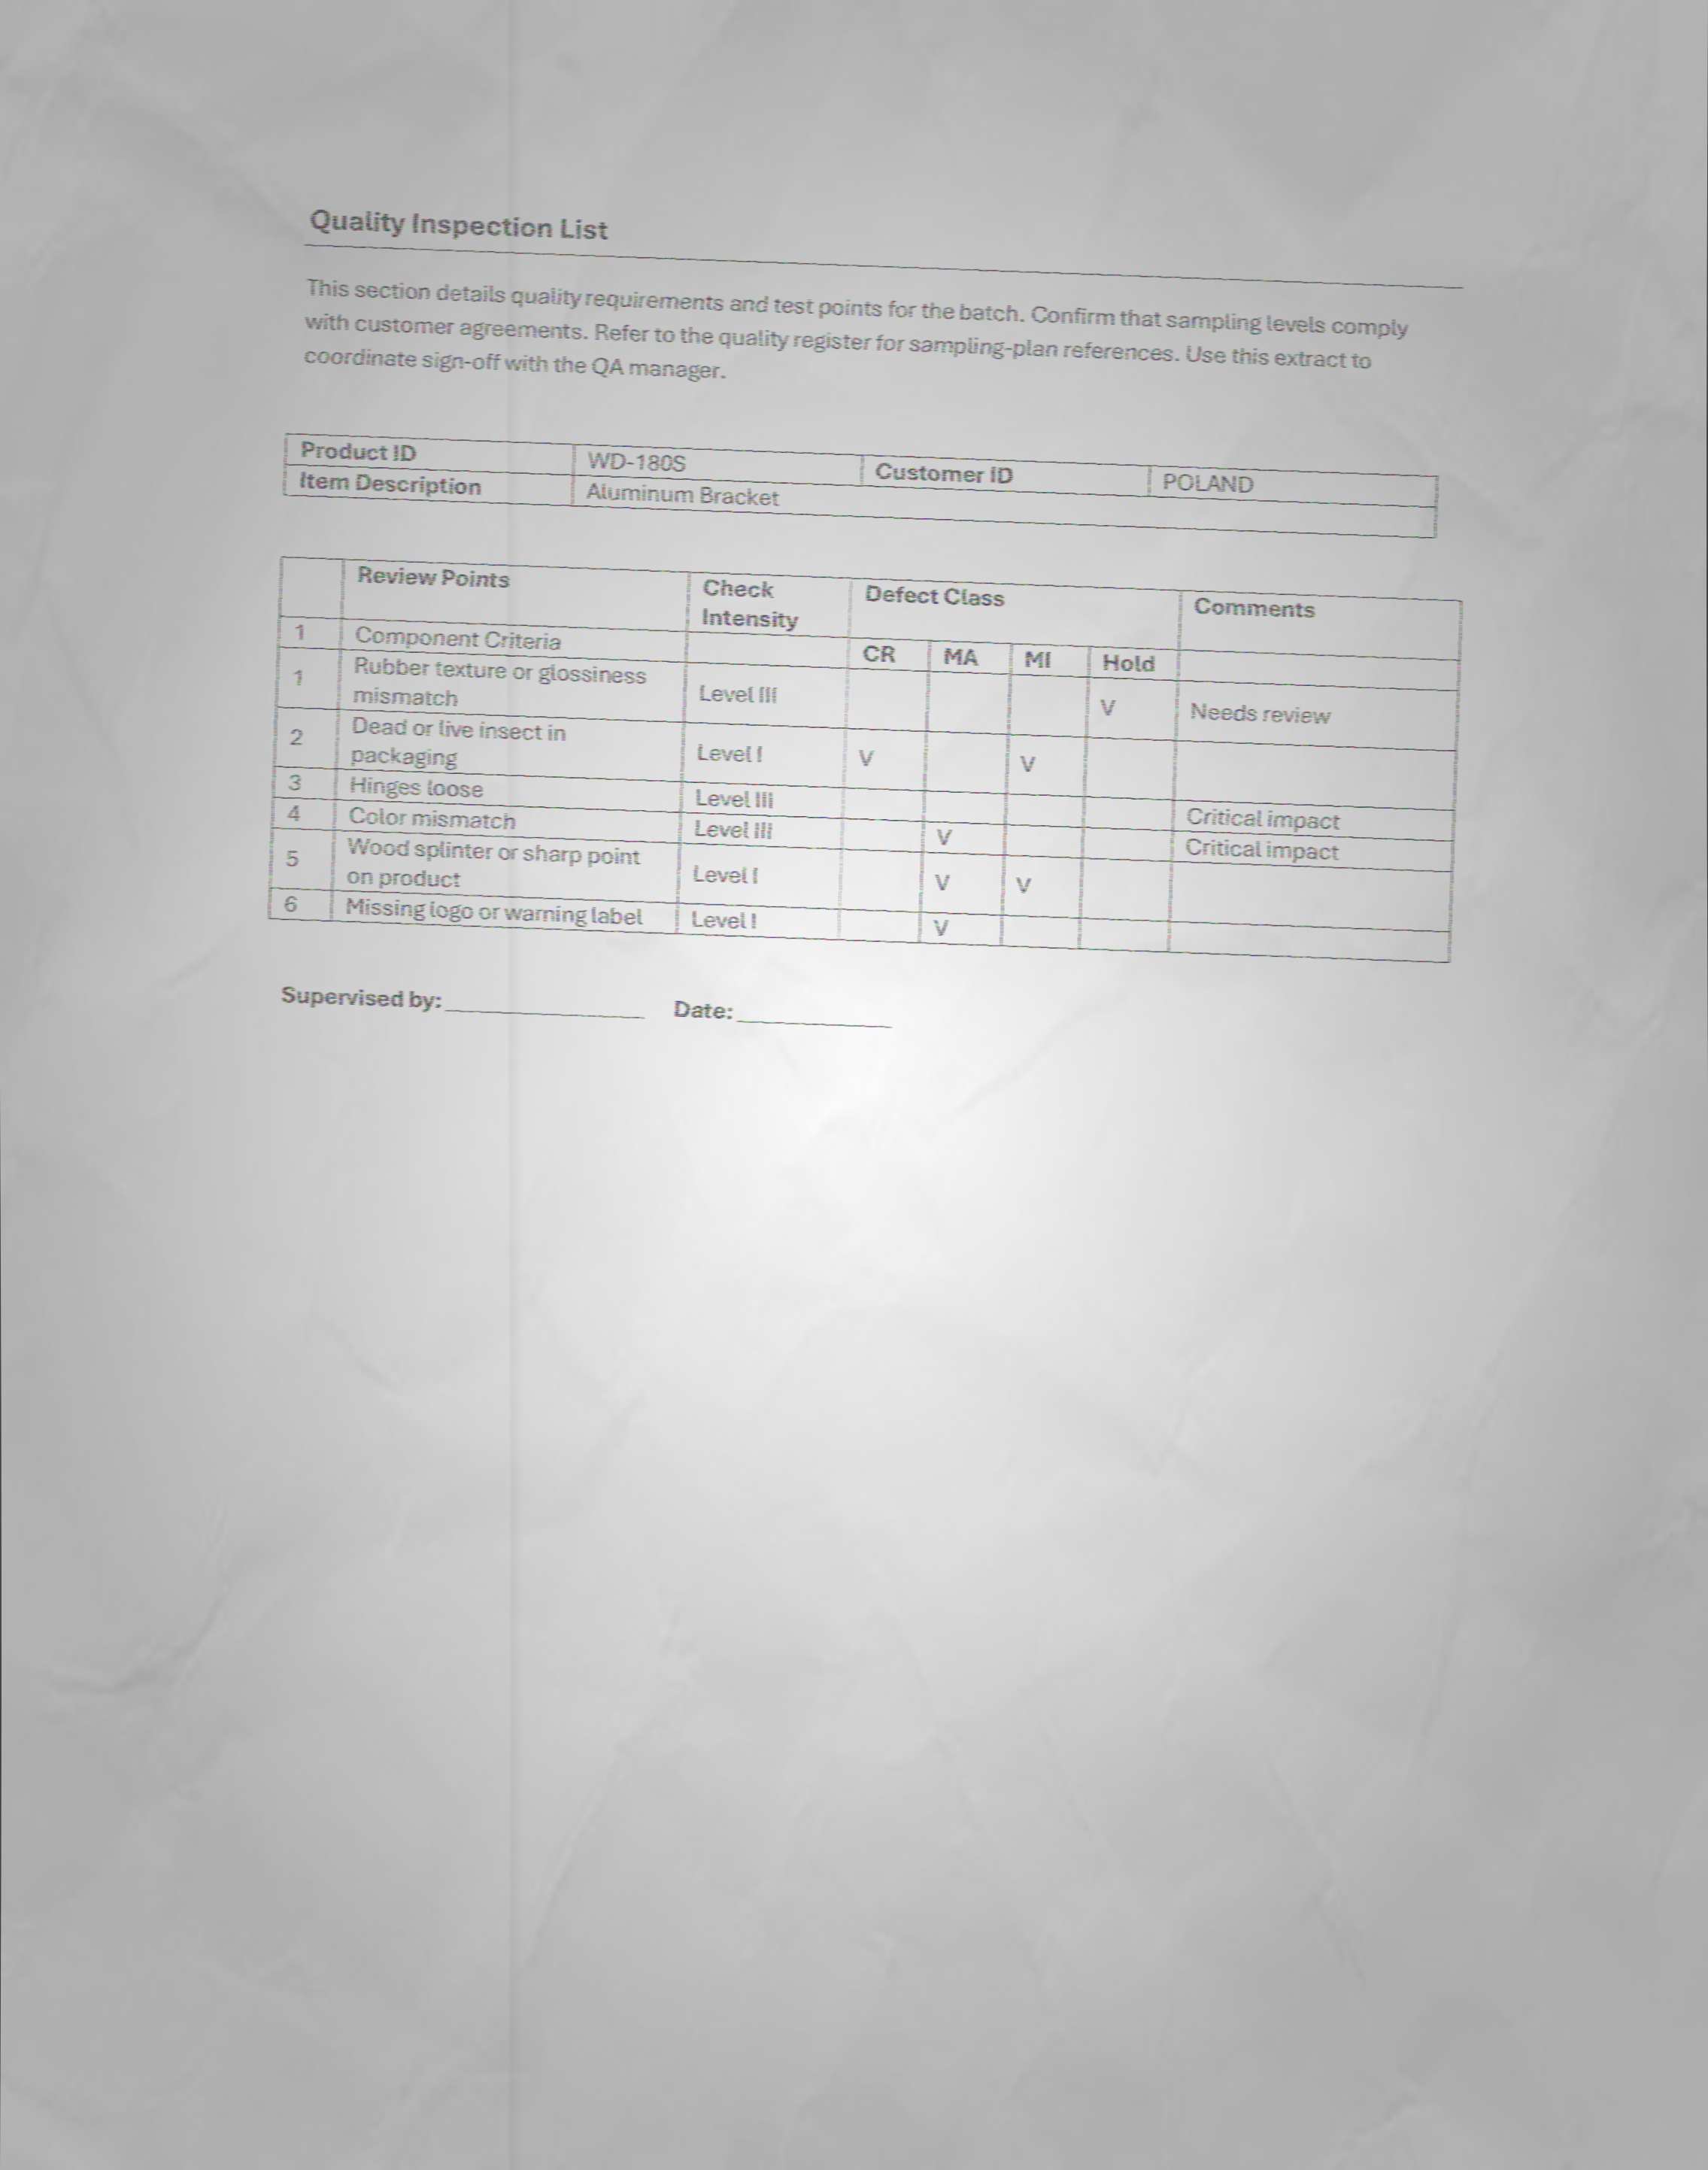 Quality Inspection List
This section details quality requirements and test points for the batch. Confirm that sampling levels comply
with customer agreements. Refer to the quality register for sampling-plan references. Use this extract to
coordinate sign-off with the QA manager.
Product ID WD-180S Customer ID POLAND
Item Description Aluminum Bracket
Review Points Check Intensity Defect Class Comments
1 Component Criteria CR MA MI Hold
1 Rubber texture or glossiness mismatch Level III V Needs review
2 Dead or live insect in packaging Level I V V
3 Hinges loose Level III Critical impact
4 Color mismatch Level III V Critical impact
5 Wood splinter or sharp point on product Level I V V
6 Missing logo or warning label Level I V
Supervised by: Date: